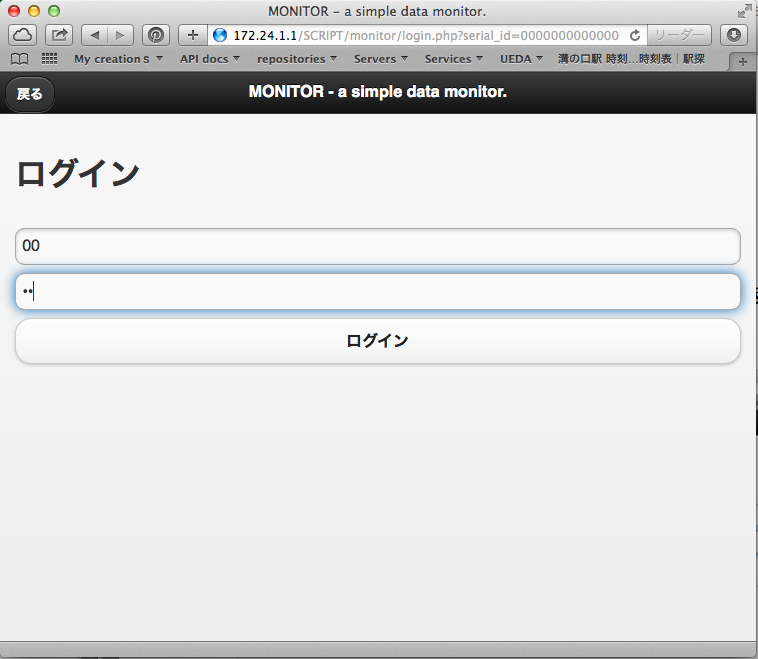 MONITOR - a simple data monitor.
172.24.1.1/SCRIPT/monitor/login.php?serial_id=0000000000000 リーダー
My creation s API docs repositories Servers Services UEDA 溝の口駅 時刻...時刻表 | 駅探
戻る MONITOR - a simple data monitor.
ログイン
00
••
ログイン